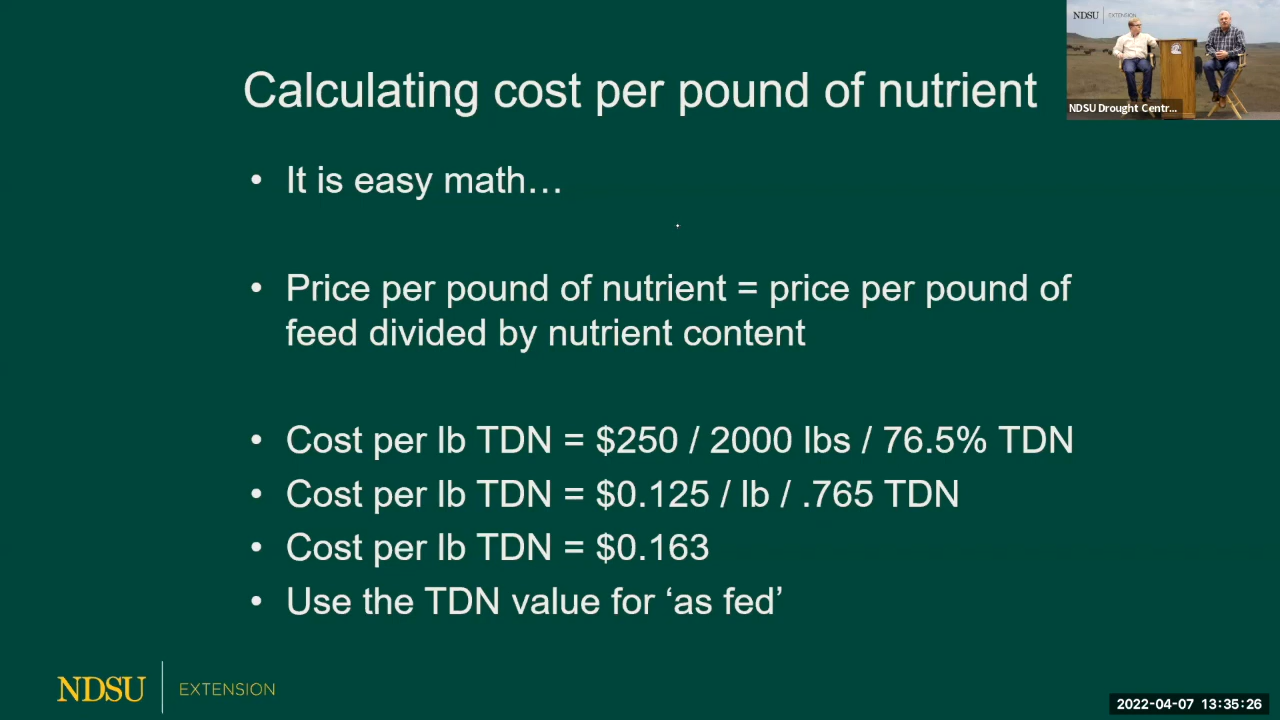 NDSU EXTENSION
Calculating cost per pound of nutrient
NDSU Drought Centr...
• It is easy math…
• Price per pound of nutrient = price per pound of
feed divided by nutrient content
• Cost per lb TDN = $250 / 2000 lbs / 76.5% TDN
• Cost per lb TDN = $0.125 / lb / .765 TDN
• Cost per lb TDN = $0.163
• Use the TDN value for ‘as fed’
NDSU EXTENSION
2022-04-07 13:35:26